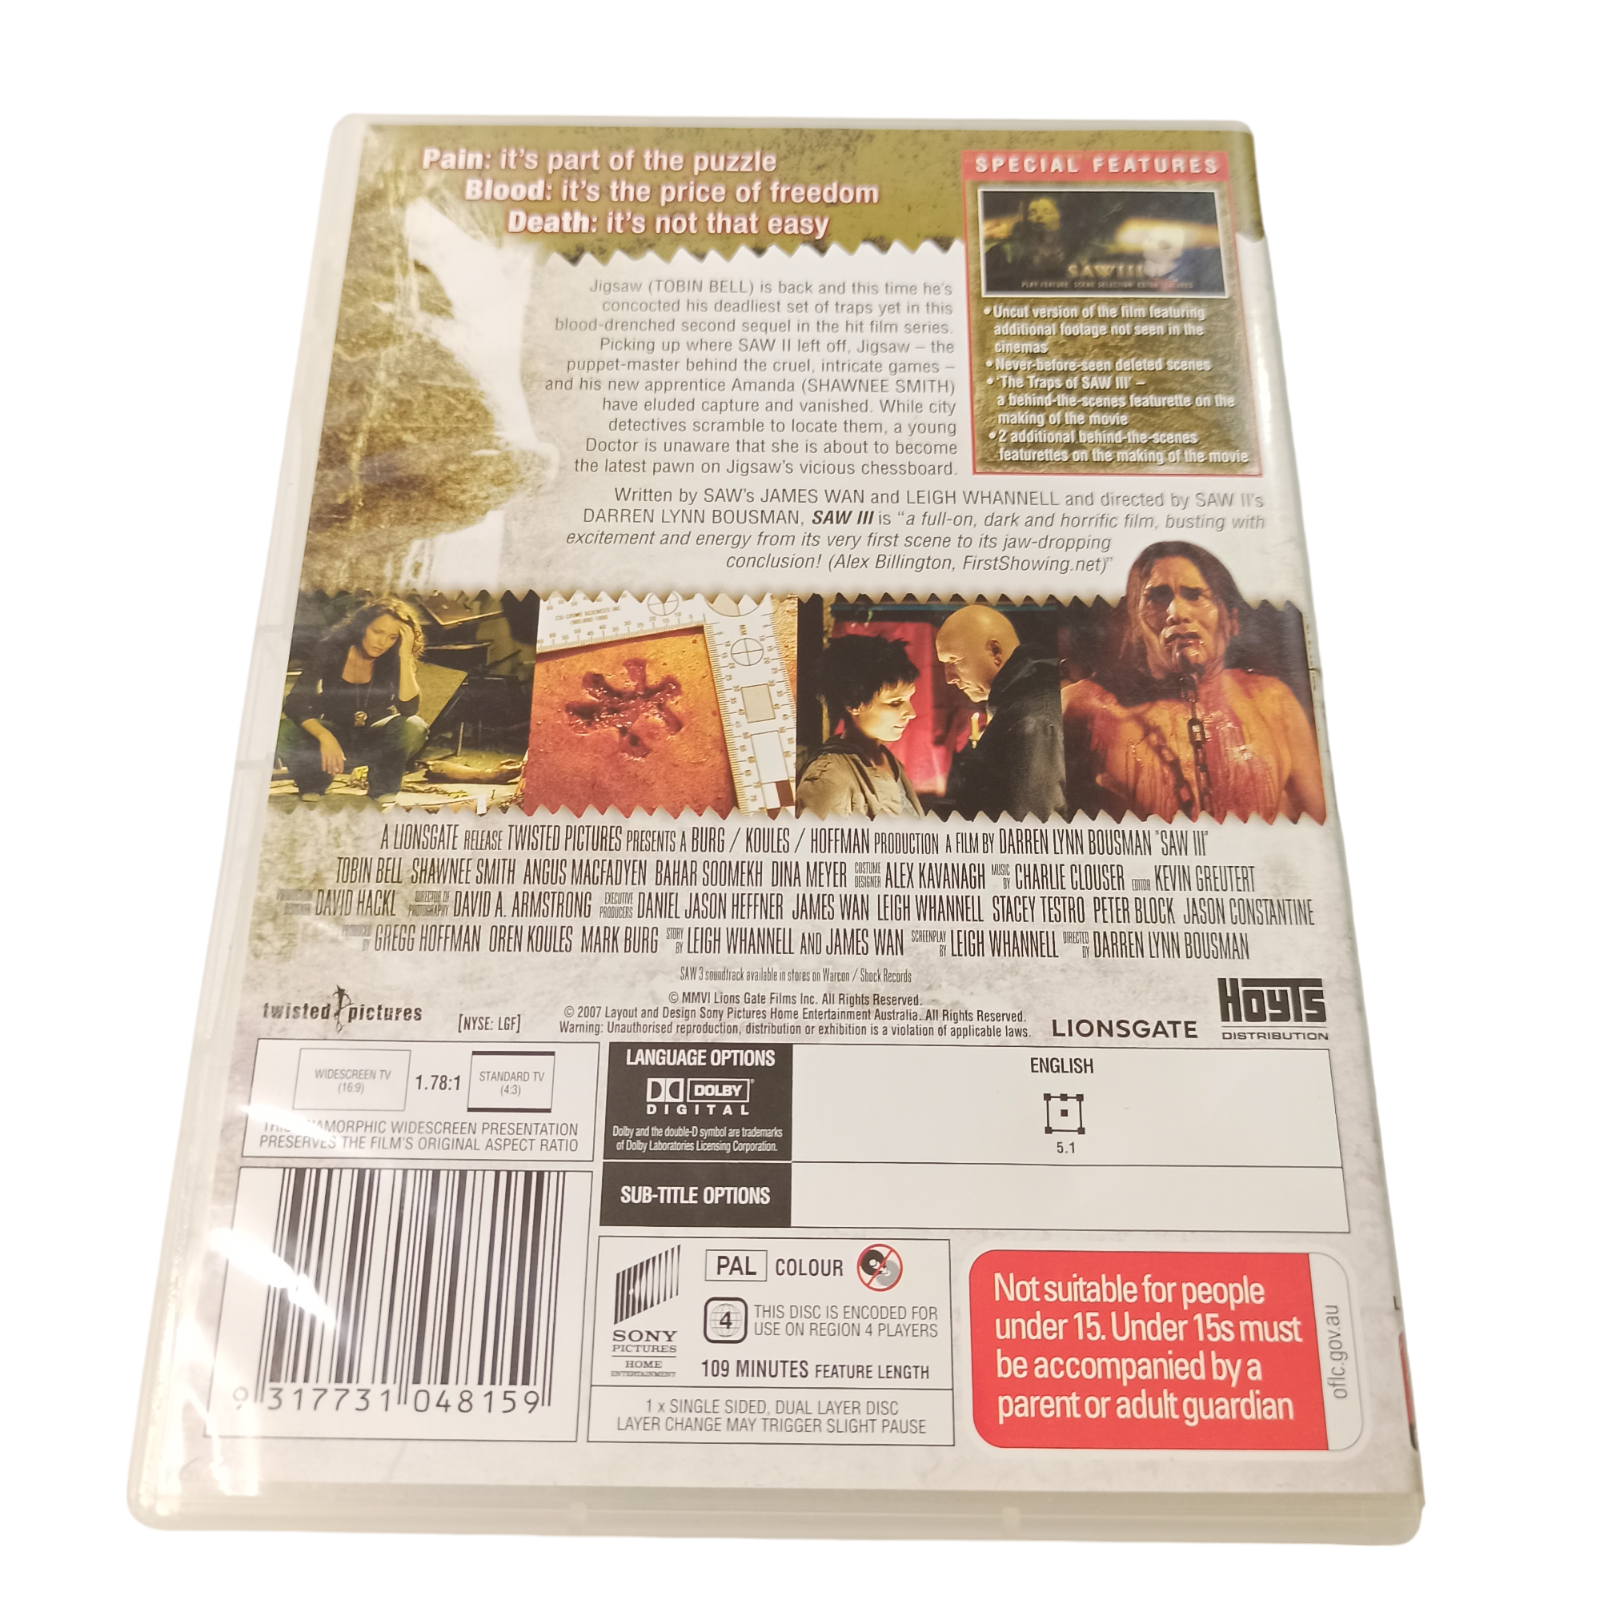 Pain: it's part of the puzzle
Blood: it's the price of freedom
Death: it's not that easy
Jigsaw (TOBIN BELL) is back and this time he's
concocted his deadliest set of traps yet in this
blood-drenched second sequel in the hit film series.
Picking up where SAW II left off, Jigsaw – the
puppet-master behind the cruel, intricate games –
and his new apprentice Amanda (SHAWNEE SMITH)
have eluded capture and vanished. While city
detectives scramble to locate them, a young
Doctor is unaware that she is about to become
the latest pawn on Jigsaw's vicious chessboard.
Written by SAW's JAMES WAN and LEIGH WHANNELL and directed by SAW II's
DARREN LYNN BOUSMAN, SAW III is "a full-on, dark and horrific film, busting with
excitement and energy from its very first scene to its jaw-dropping
conclusion! (Alex Billington, FirstShowing.net)"
SPECIAL FEATURES
SAW III
PLAY FEATURE SCENE SELECTION EXTRA FEATURES
• Uncut version of the film featuring
additional footage not seen in the
cinemas
• Never-before-seen deleted scenes
• 'The Traps of SAW III' –
a behind-the-scenes featurette on the
making of the movie
• 2 additional behind-the-scenes
featurettes on the making of the movie
A LIONSGATE RELEASE TWISTED PICTURES PRESENTS A BURG / KOULES / HOFFMAN PRODUCTION A FILM BY DARREN LYNN BOUSMAN "SAW III"
TOBIN BELL SHAWNEE SMITH ANGUS MACFADYEN BAHAR SOOMEKH DINA MEYER COSTUME DESIGNER ALEX KAVANAGH MUSIC BY CHARLIE CLOUSER EDITOR KEVIN GREUTERT
PRODUCTION DESIGNER DAVID HACKL DIRECTOR OF PHOTOGRAPHY DAVID A. ARMSTRONG EXECUTIVE PRODUCERS DANIEL JASON HEFFNER JAMES WAN LEIGH WHANNELL STACEY TESTRO PETER BLOCK JASON CONSTANTINE
PRODUCED BY GREGG HOFFMAN OREN KOULES MARK BURG STORY BY LEIGH WHANNELL AND JAMES WAN SCREENPLAY BY LEIGH WHANNELL DIRECTED BY DARREN LYNN BOUSMAN
SAW 3 soundtrack available in stores on Warcon / Shock Records
twisted pictures
[NYSE: LGF]
© MMVI Lions Gate Films Inc. All Rights Reserved.
© 2007 Layout and Design Sony Pictures Home Entertainment Australia. All Rights Reserved.
Warning: Unauthorised reproduction, distribution or exhibition is a violation of applicable laws.
LIONSGATE
HOYTS
DISTRIBUTION
WIDESCREEN TV
(16:9)
1.78:1
STANDARD TV
(4:3)
THIS ANAMORPHIC WIDESCREEN PRESENTATION
PRESERVES THE FILM'S ORIGINAL ASPECT RATIO
LANGUAGE OPTIONS
DOLBY
DIGITAL
Dolby and the double-D symbol are trademarks
of Dolby Laboratories Licensing Corporation.
ENGLISH
5.1
SUB-TITLE OPTIONS
9 317731 048159
SONY
PICTURES
HOME
ENTERTAINMENT
PAL COLOUR
4
THIS DISC IS ENCODED FOR
USE ON REGION 4 PLAYERS
109 MINUTES FEATURE LENGTH
1 x SINGLE SIDED, DUAL LAYER DISC
LAYER CHANGE MAY TRIGGER SLIGHT PAUSE
Not suitable for people
under 15. Under 15s must
be accompanied by a
parent or adult guardian
oflc.gov.au